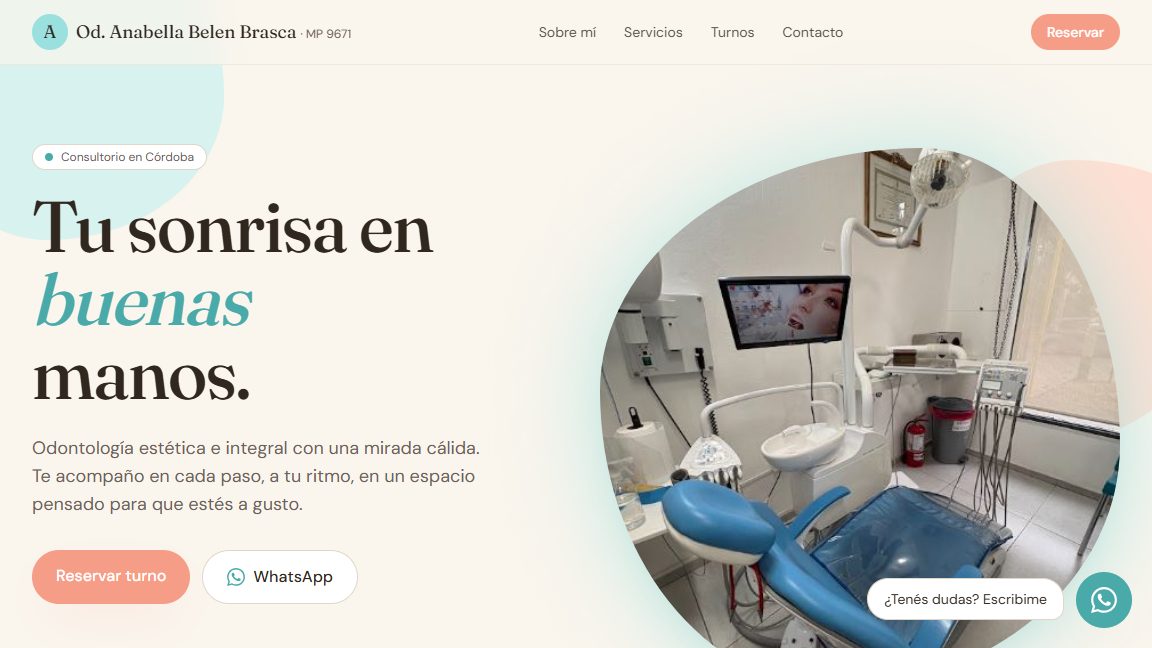 A
Od. Anabella Belen Brasca · MP 9671
Sobre mí
Servicios
Turnos
Contacto
Reservar
Consultorio en Córdoba
Tu sonrisa en
buenas
manos.
Odontología estética e integral con una mirada cálida.
Te acompaño en cada paso, a tu ritmo, en un espacio
pensado para que estés a gusto.
Reservar turno
WhatsApp
¿Tenés dudas? Escribime